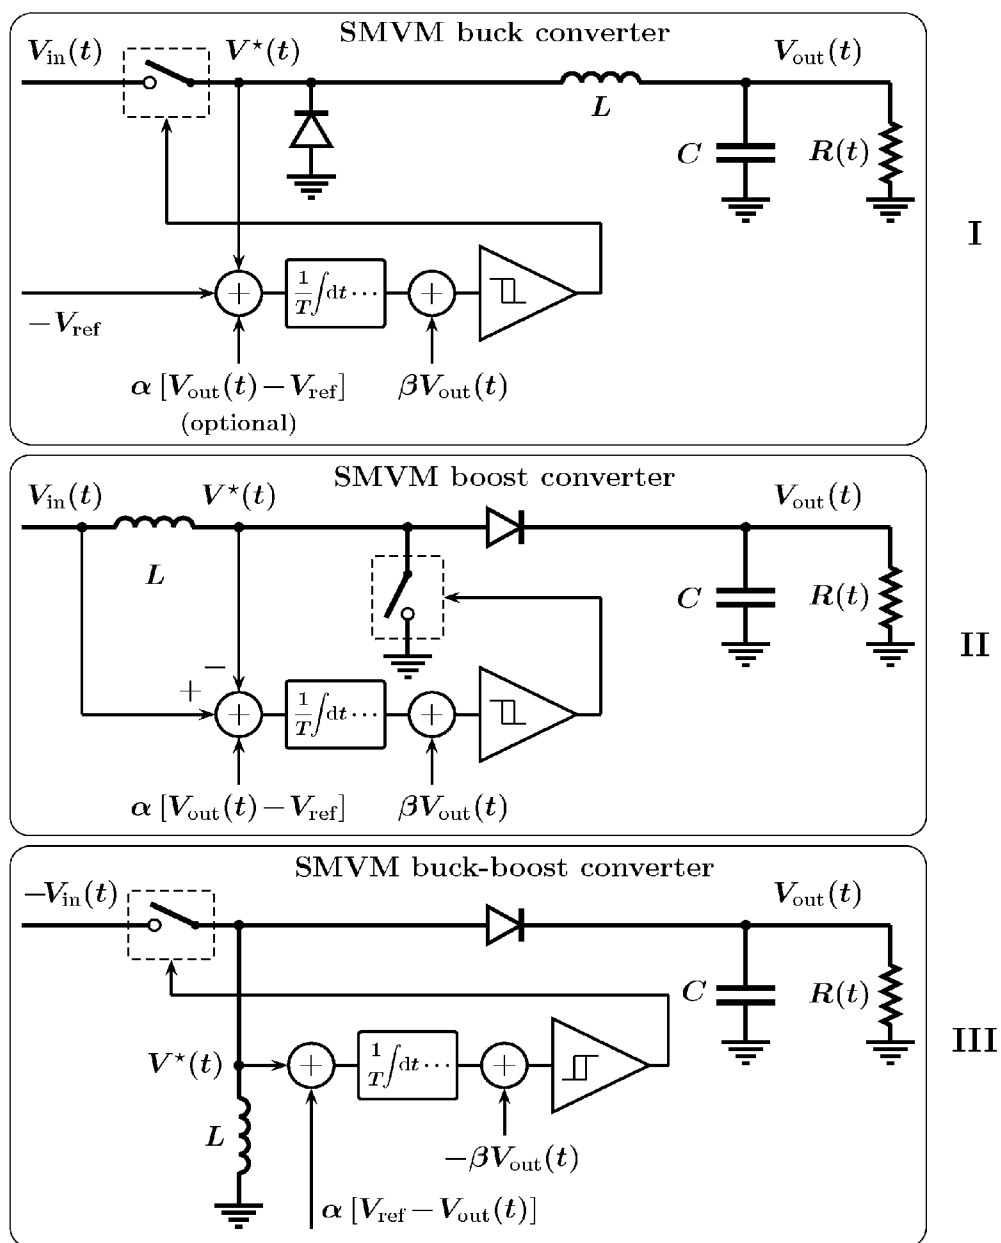 SMVM buck converter
V_in(t)
V*(t)
V_out(t)
L
C
R(t)
I
−V_ref
+
1/T ∫dt ⋯
+
α [V_out(t) − V_ref]
(optional)
βV_out(t)
SMVM boost converter
V_in(t)
V*(t)
V_out(t)
L
C
R(t)
II
−
+
+
1/T ∫dt ⋯
+
α [V_out(t) − V_ref]
βV_out(t)
SMVM buck-boost converter
−V_in(t)
V_out(t)
C
R(t)
III
V*(t)
+
1/T ∫dt ⋯
+
L
−βV_out(t)
α [V_ref − V_out(t)]